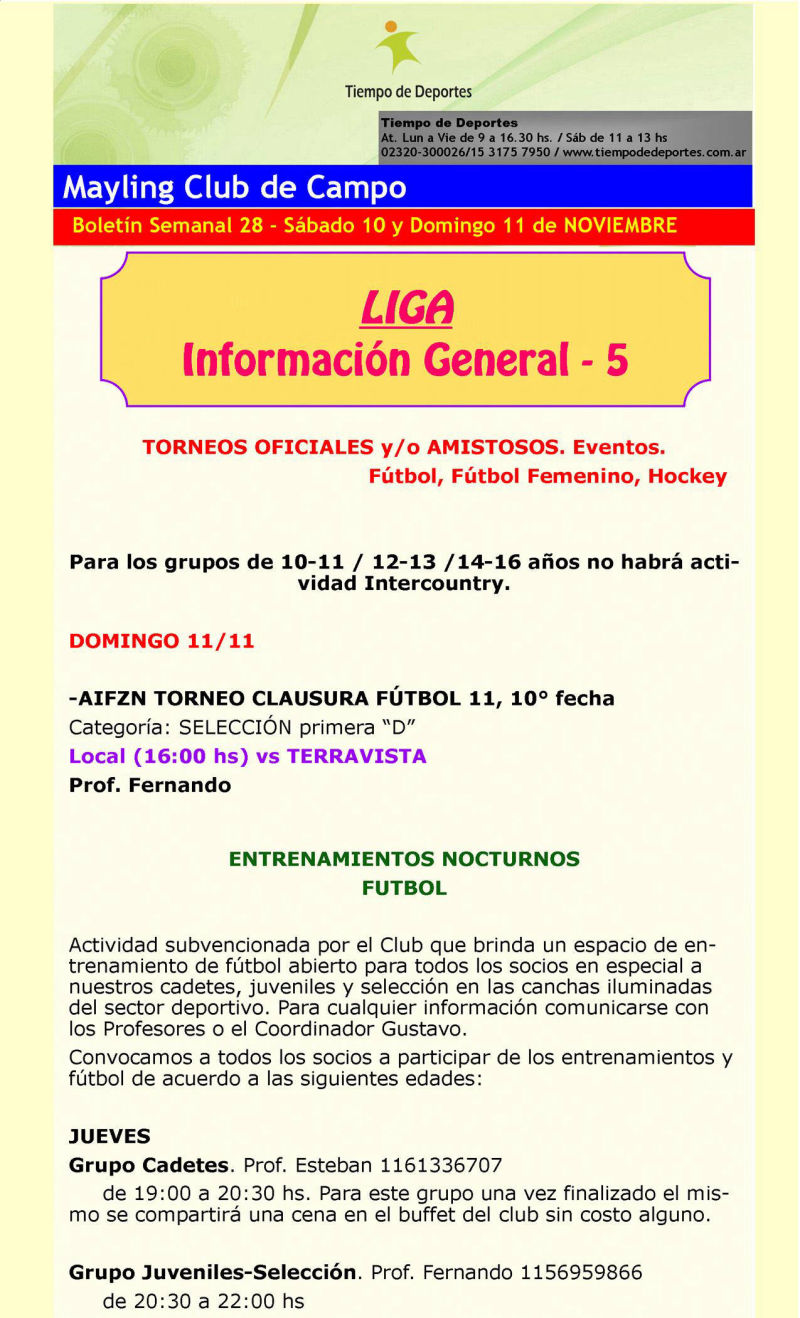 Tiempo de Deportes
Tiempo de Deportes
At. Lun a Vie de 9 a 16.30 hs. / Sáb de 11 a 13 hs
02320-300026/15 3175 7950 / www.tiempodedeportes.com.ar
Mayling Club de Campo
Boletín Semanal 28 - Sábado 10 y Domingo 11 de NOVIEMBRE
LIGA
Información General - 5
TORNEOS OFICIALES y/o AMISTOSOS. Eventos.
Fútbol, Fútbol Femenino, Hockey
Para los grupos de 10-11 / 12-13 /14-16 años no habrá acti-
vidad Intercountry.
DOMINGO 11/11
-AIFZN TORNEO CLAUSURA FÚTBOL 11, 10° fecha
Categoría: SELECCIÓN primera “D”
Local (16:00 hs) vs TERRAVISTA
Prof. Fernando
ENTRENAMIENTOS NOCTURNOS
FUTBOL
Actividad subvencionada por el Club que brinda un espacio de en-
trenamiento de fútbol abierto para todos los socios en especial a
nuestros cadetes, juveniles y selección en las canchas iluminadas
del sector deportivo. Para cualquier información comunicarse con
los Profesores o el Coordinador Gustavo.
Convocamos a todos los socios a participar de los entrenamientos y
fútbol de acuerdo a las siguientes edades:
JUEVES
Grupo Cadetes. Prof. Esteban 1161336707
de 19:00 a 20:30 hs. Para este grupo una vez finalizado el mis-
mo se compartirá una cena en el buffet del club sin costo alguno.
Grupo Juveniles-Selección. Prof. Fernando 1156959866
de 20:30 a 22:00 hs